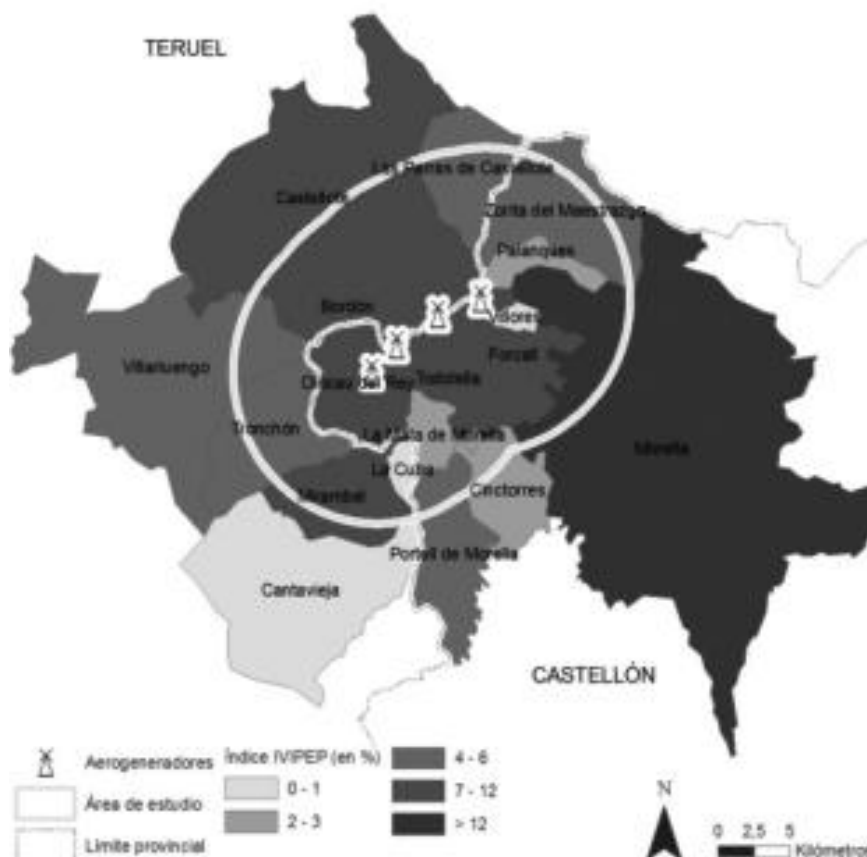 TERUEL
Las Parras de Castellote
Castellote
Zorita del Maestrazgo
Palanques
Bordón
Villores
Villarluengo
Forcall
Olocau del Rey
Todolella
Tronchón
La Mata de Morella
Morella
La Cuba
Cinctorres
Mirambel
Portell de Morella
Cantavieja
CASTELLÓN
Aerogeneradores
Área de estudio
Límite provincial
Índice IVIPEP (en %)
0 - 1
2 - 3
4 - 6
7 - 12
> 12
N
0 2,5 5
Kilómetros